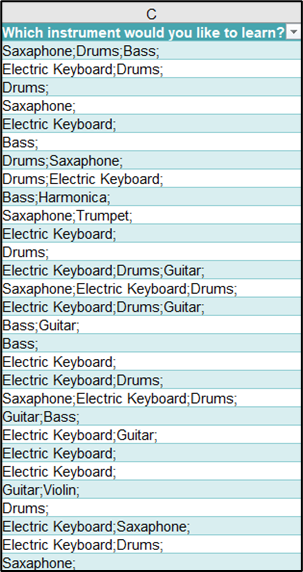 C
Which instrument would you like to learn?
Saxaphone;Drums;Bass;
Electric Keyboard;Drums;
Drums;
Saxaphone;
Electric Keyboard;
Bass;
Drums;Saxaphone;
Drums;Electric Keyboard;
Bass;Harmonica;
Saxaphone;Trumpet;
Electric Keyboard;
Drums;
Electric Keyboard;Drums;Guitar;
Saxaphone;Electric Keyboard;Drums;
Electric Keyboard;Drums;Guitar;
Bass;Guitar;
Bass;
Electric Keyboard;
Electric Keyboard;Drums;
Saxaphone;Electric Keyboard;Drums;
Guitar;Bass;
Electric Keyboard;Guitar;
Electric Keyboard;
Electric Keyboard;
Guitar;Violin;
Drums;
Electric Keyboard;Saxaphone;
Electric Keyboard;Drums;
Saxaphone;